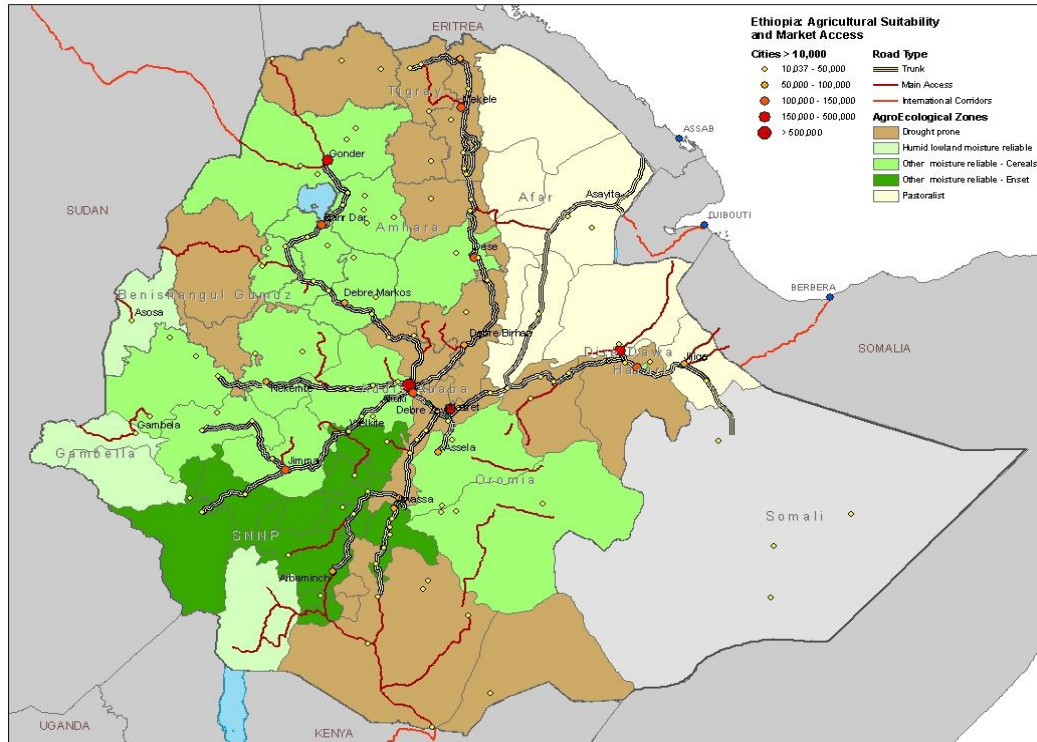 Ethiopia: Agricultural Suitability
and Market Access
Cities > 10,000
10,037 - 50,000
50,000 - 100,000
100,000 - 150,000
150,000 - 500,000
> 500,000
Road Type
Trunk
Main Access
International Corridors
AgroEcological Zones
Drought prone
Humid lowland moisture reliable
Other moisture reliable - Cereals
Other moisture reliable - Enset
Pastoralist
ERITREA
Tigray
Mekele
ASSAB
Gonder
Afar
Asayita
SUDAN
DJIBOUTI
Bahr Dar
Amhara
Dese
BERBERA
Benishangul Gumuz
Debre Markos
Asosa
Debre Birhan
SOMALIA
Dire Dawa
Jijiga
Nekemte
Addis Ababa
Debre Zeyt
Welkite
Gambela
Assela
Gambella
Jimma
Oromia
Awassa
Somali
SNNP
Arbaminch
UGANDA
KENYA